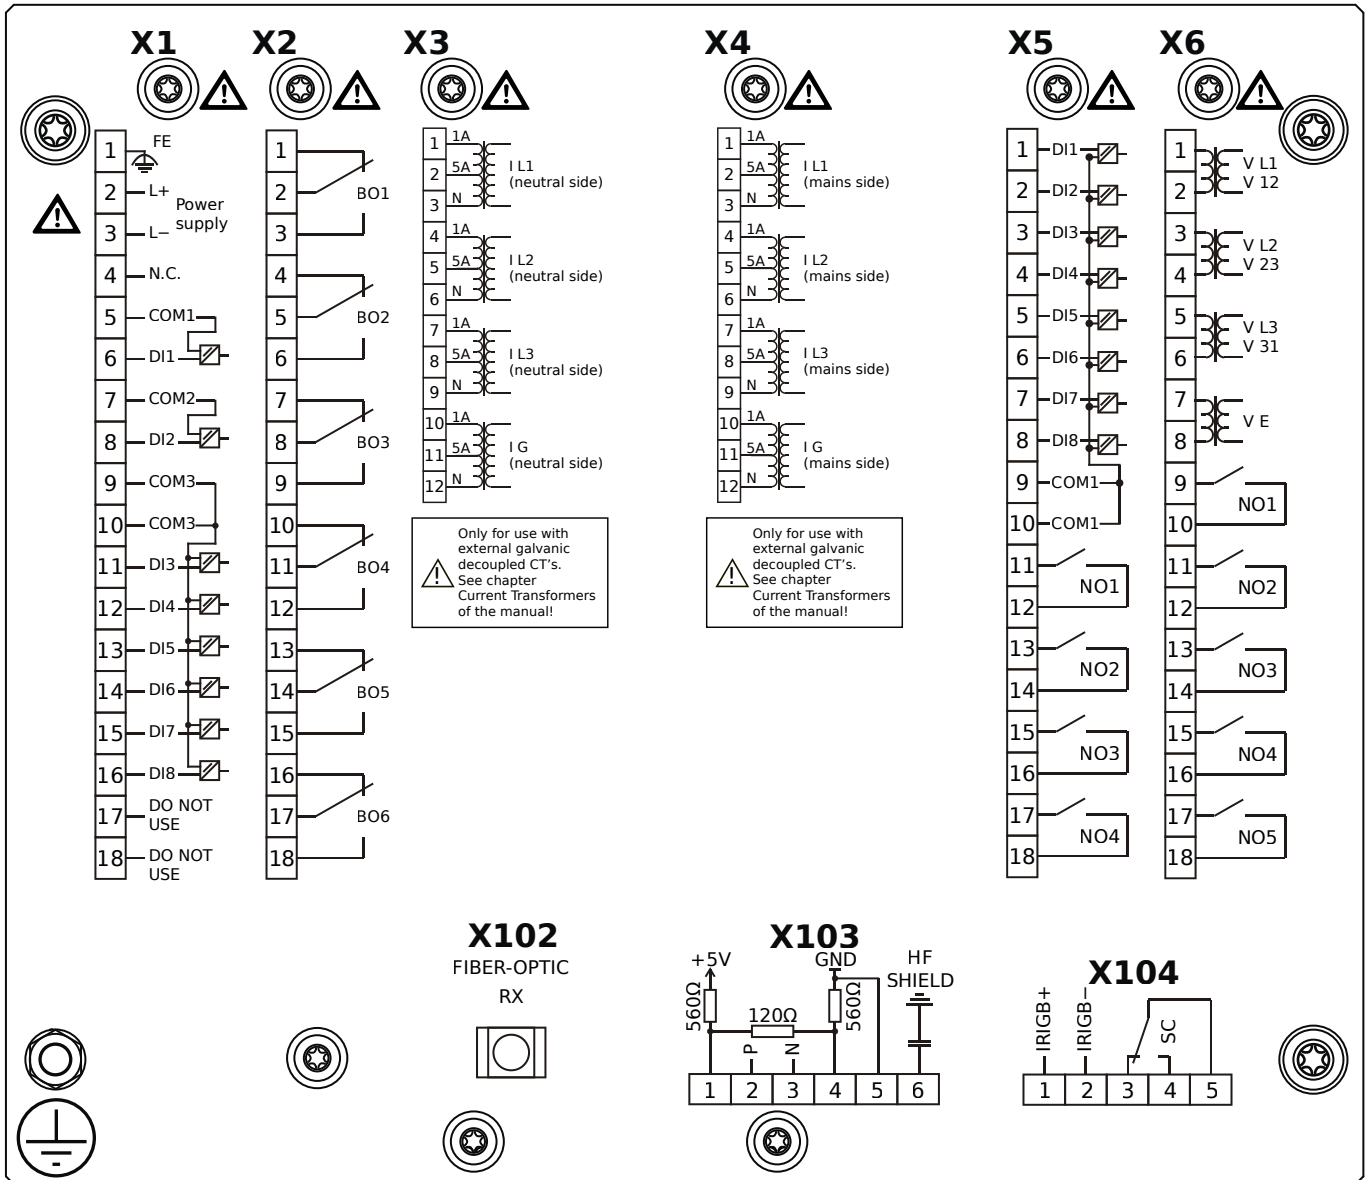 X1
1
FE
2
L+
Power
supply
3
L−
4
N.C.
5
COM1
6
DI1
7
COM2
8
DI2
9
COM3
10
COM3
11
DI3
12
DI4
13
DI5
14
DI6
15
DI7
16
DI8
17
DO NOT
USE
18
DO NOT
USE
X2
1
2
BO1
3
4
5
BO2
6
7
8
BO3
9
10
11
BO4
12
13
14
BO5
15
16
17
BO6
18
X3
1
1A
2
5A
3
N
I L1
(neutral side)
4
1A
5
5A
6
N
I L2
(neutral side)
7
1A
8
5A
9
N
I L3
(neutral side)
10
1A
11
5A
12
N
I G
(neutral side)
Only for use with
external galvanic
decoupled CT’s.
See chapter
Current Transformers
of the manual!
X4
1
1A
2
5A
3
N
I L1
(mains side)
4
1A
5
5A
6
N
I L2
(mains side)
7
1A
8
5A
9
N
I L3
(mains side)
10
1A
11
5A
12
N
I G
(mains side)
Only for use with
external galvanic
decoupled CT’s.
See chapter
Current Transformers
of the manual!
X5
1
DI1
2
DI2
3
DI3
4
DI4
5
DI5
6
DI6
7
DI7
8
DI8
9
COM1
10
COM1
11
NO1
12
13
NO2
14
15
NO3
16
17
NO4
18
X6
1
V L1
V 12
2
3
V L2
V 23
4
5
V L3
V 31
6
7
V E
8
9
NO1
10
11
NO2
12
13
NO3
14
15
NO4
16
17
NO5
18
X102
FIBER-OPTIC
RX
X103
+5V
GND
HF
SHIELD
560Ω
120Ω
560Ω
P
N
1 2 3 4 5 6
X104
IRIGB+
IRIGB−
SC
1 2 3 4 5